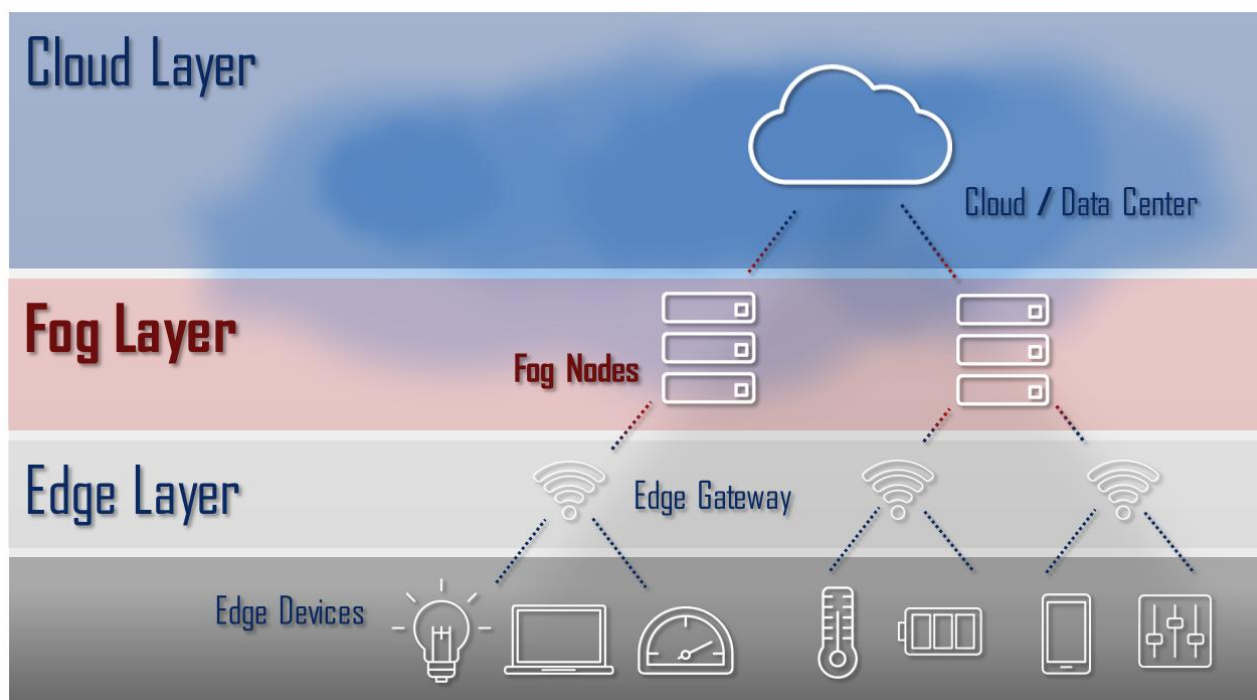 Cloud Layer
Cloud / Data Center
Fog Layer
Fog Nodes
Edge Layer
Edge Gateway
Edge Devices